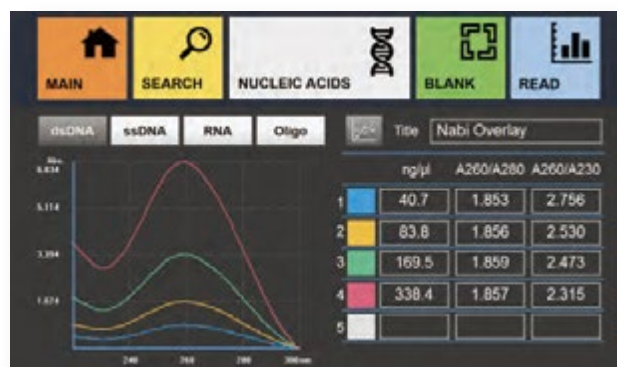 MAIN
SEARCH
NUCLEIC ACIDS
BLANK
READ
dsDNA
ssDNA
RNA
Oligo
Title
Nabi Overlay
ng/µl A260/A280 A260/A230
1 40.7 1.853 2.756
2 83.8 1.856 2.530
3 169.5 1.859 2.473
4 338.4 1.857 2.315
5
Abs.
6.834
5.114
3.394
1.674
240 260 280 300nm